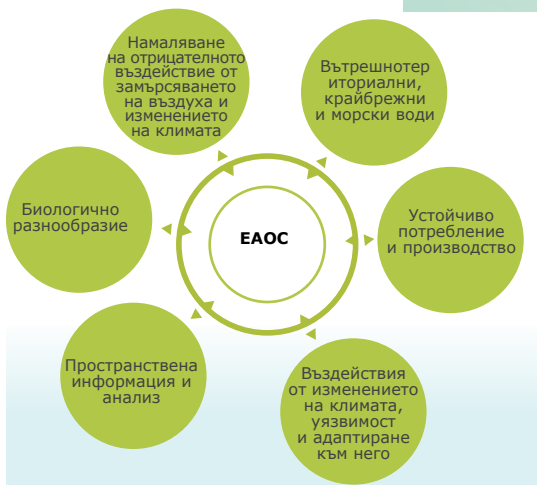 Намаляване
на отрицателното
въздействие от
замърсяването
на въздуха и
изменението
на климата
Вътрешнотер
иториални,
крайбрежни
и морски води
Биологично
разнообразие
ЕАОС
Устойчиво
потребление
и производство
Пространствена
информация и
анализ
Въздействия
от изменението
на климата,
уязвимост
и адаптиране
към него